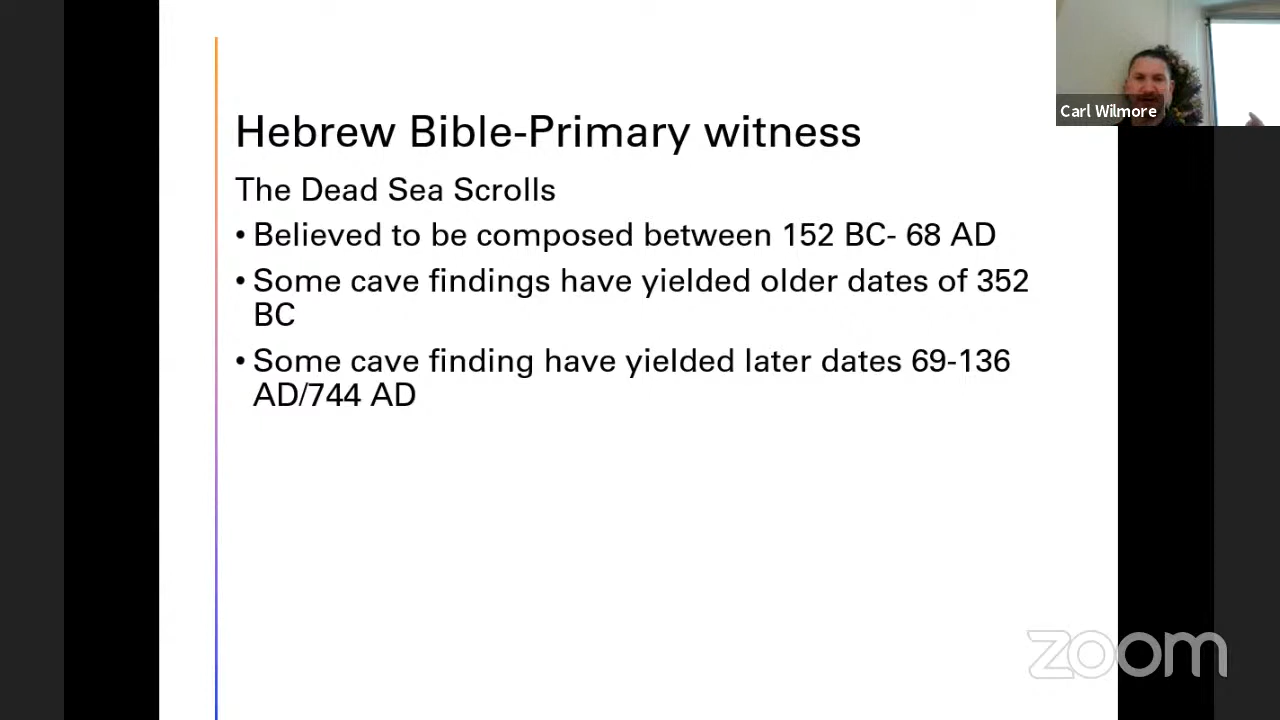 Carl Wilmore
Hebrew Bible-Primary witness
The Dead Sea Scrolls
• Believed to be composed between 152 BC- 68 AD
• Some cave findings have yielded older dates of 352
BC
• Some cave finding have yielded later dates 69-136
AD/744 AD
zoom